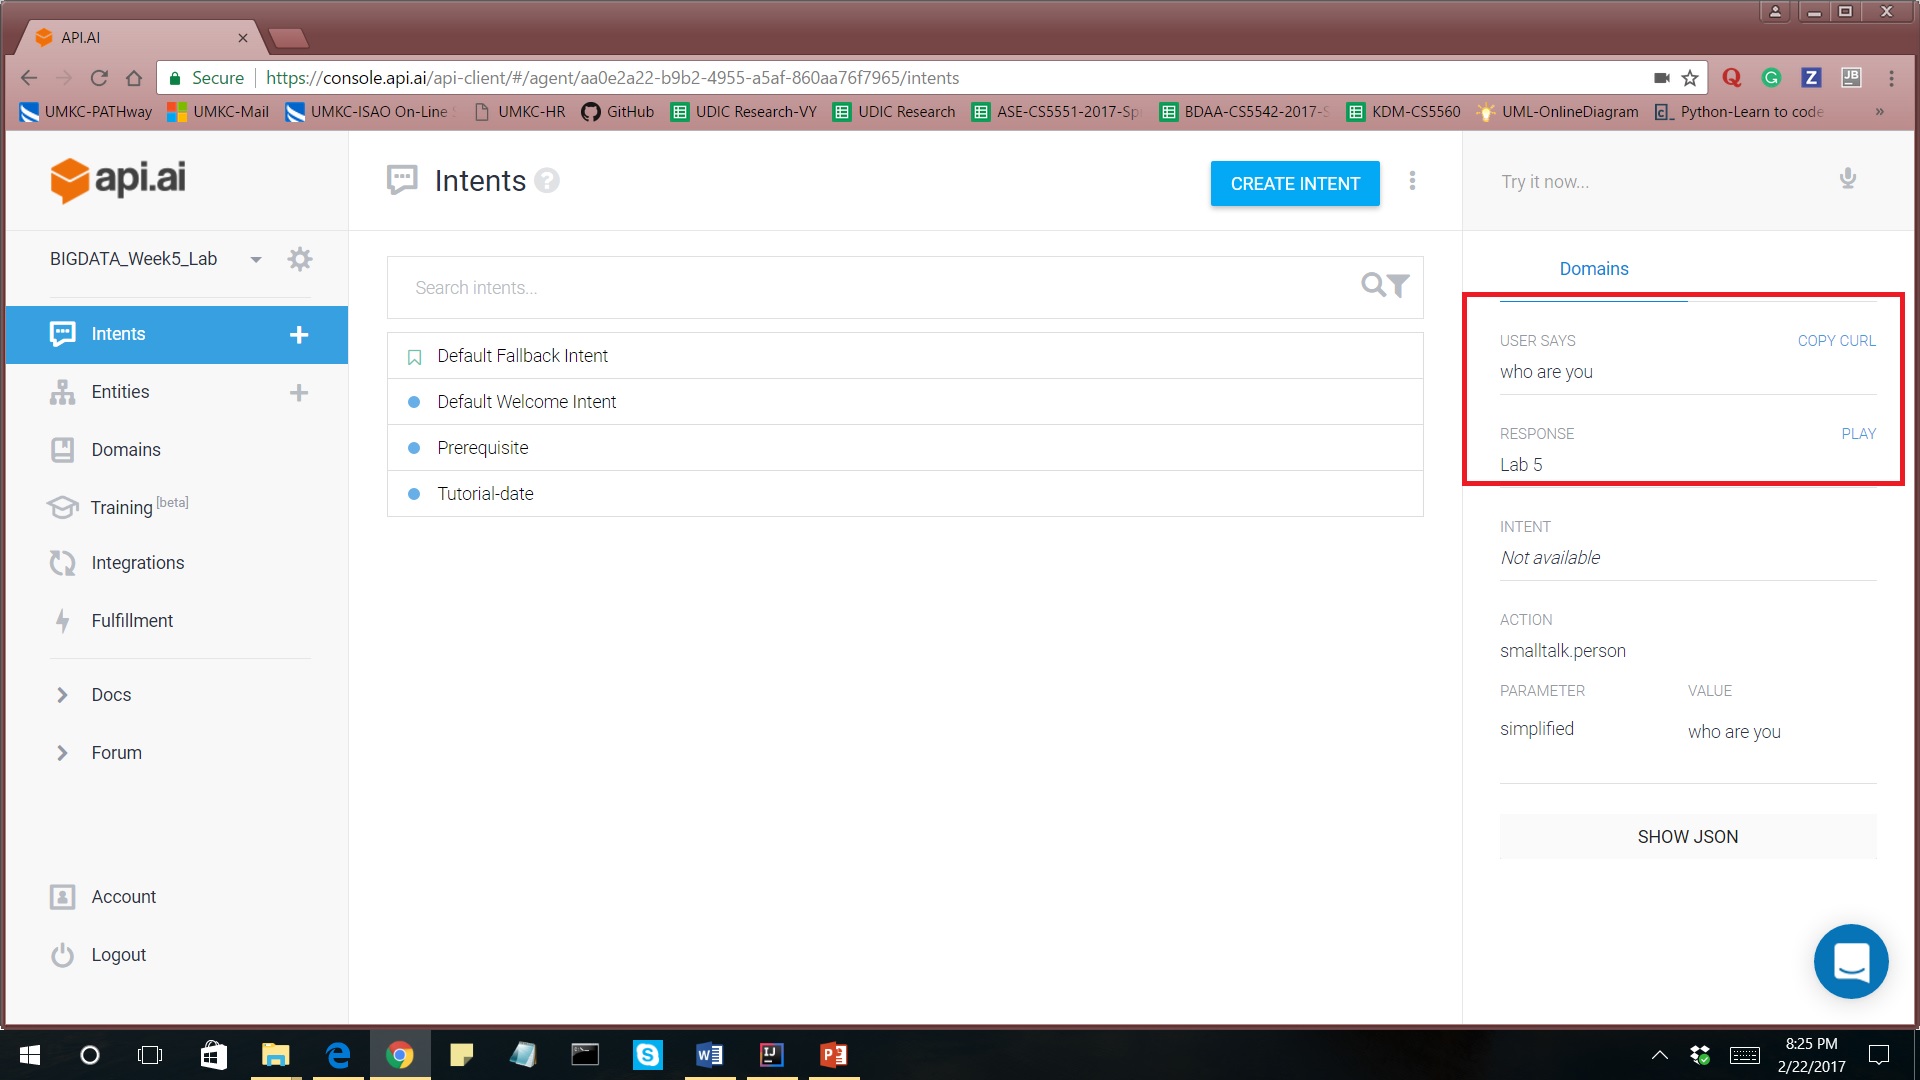 API.AI
Secure https://console.api.ai/api-client/#/agent/aa0e2a22-b9b2-4955-a5af-860aa76f7965/intents
UMKC-PATHway UMKC-Mail UMKC-ISAO On-Line UMKC-HR GitHub UDIC Research-VY UDIC Research ASE-CS5551-2017-Sp BDAA-CS5542-2017-S KDM-CS5560 UML-OnlineDiagram Python-Learn to code »
api.ai
Intents ?
CREATE INTENT
Try it now...
BIGDATA_Week5_Lab
Intents +
Entities +
Domains
Training [beta]
Integrations
Fulfillment
Docs
Forum
Account
Logout
Search intents...
Default Fallback Intent
Default Welcome Intent
Prerequisite
Tutorial-date
Domains
USER SAYS COPY CURL
who are you
RESPONSE PLAY
Lab 5
INTENT
Not available
ACTION
smalltalk.person
PARAMETER VALUE
simplified who are you
SHOW JSON
8:25 PM
2/22/2017